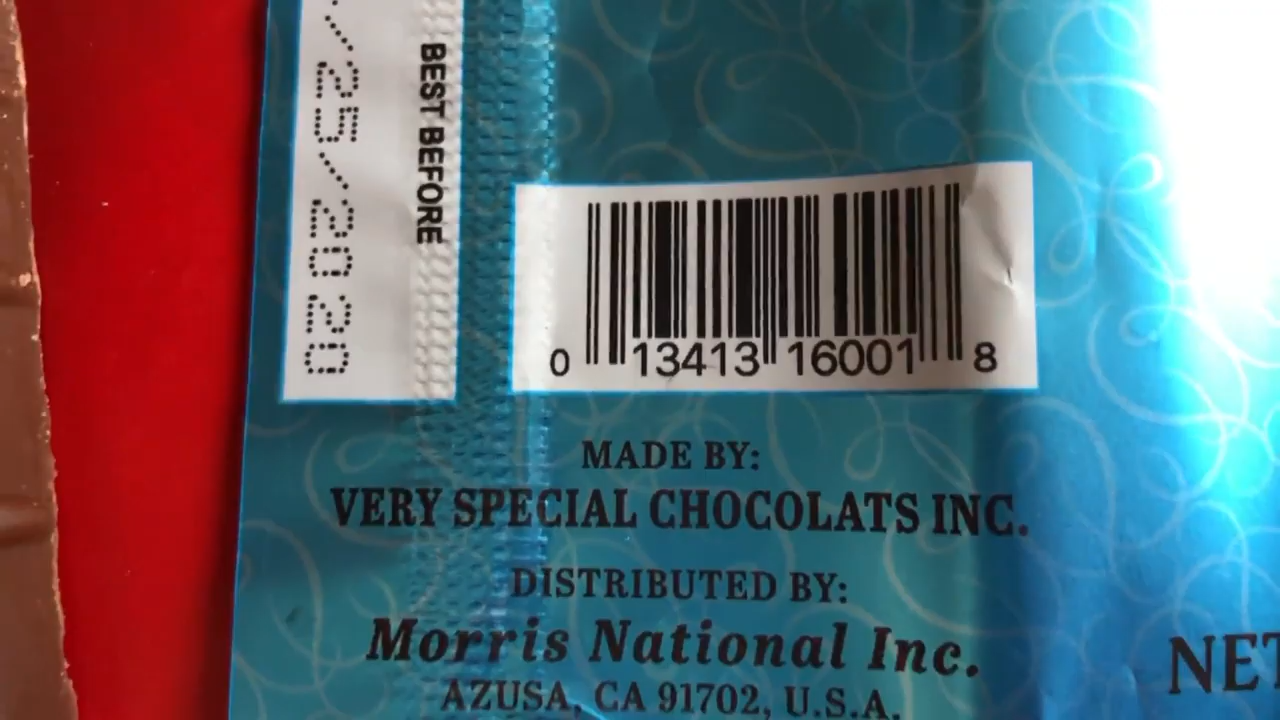 /25/2020
BEST BEFORE
0 13413 16001 8
MADE BY:
VERY SPECIAL CHOCOLATS INC.
DISTRIBUTED BY:
Morris National Inc.
AZUSA, CA 91702, U.S.A.
NET